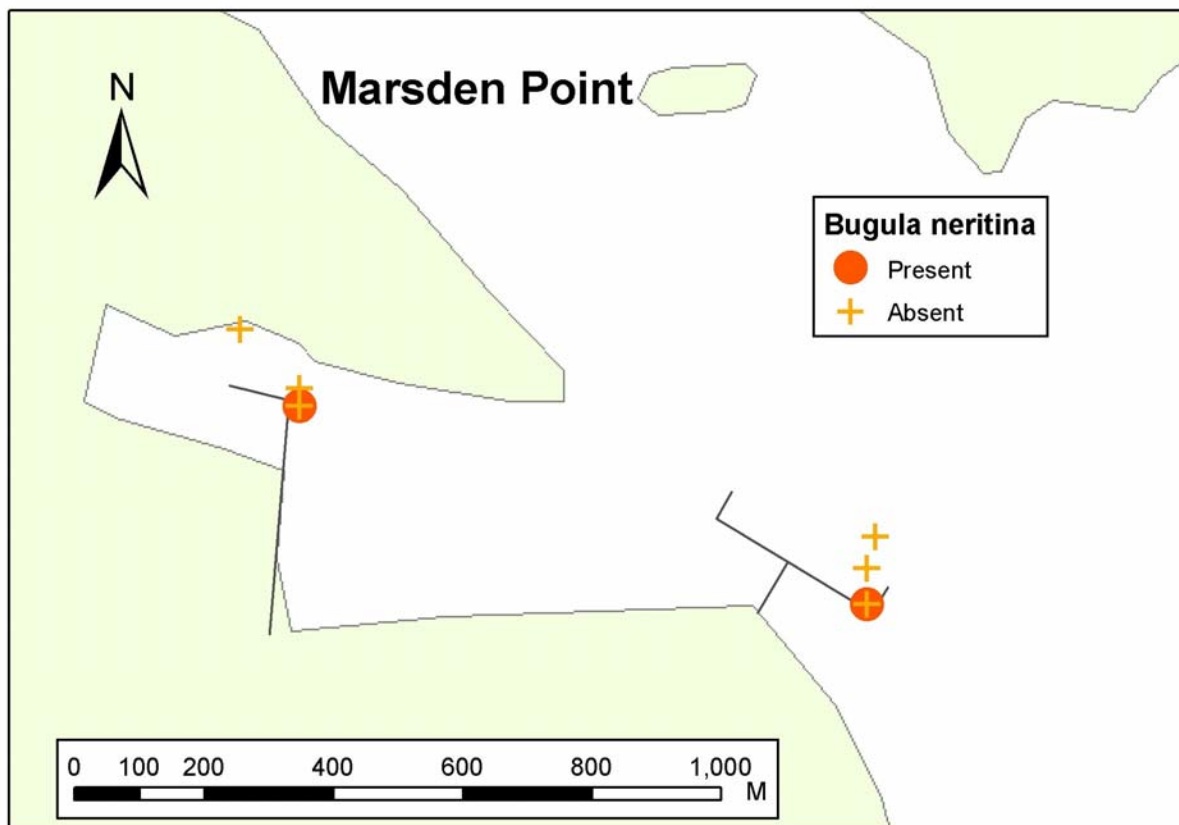 Marsden Point
N
Bugula neritina
Present
Absent
0 100 200 400 600 800 1,000
M